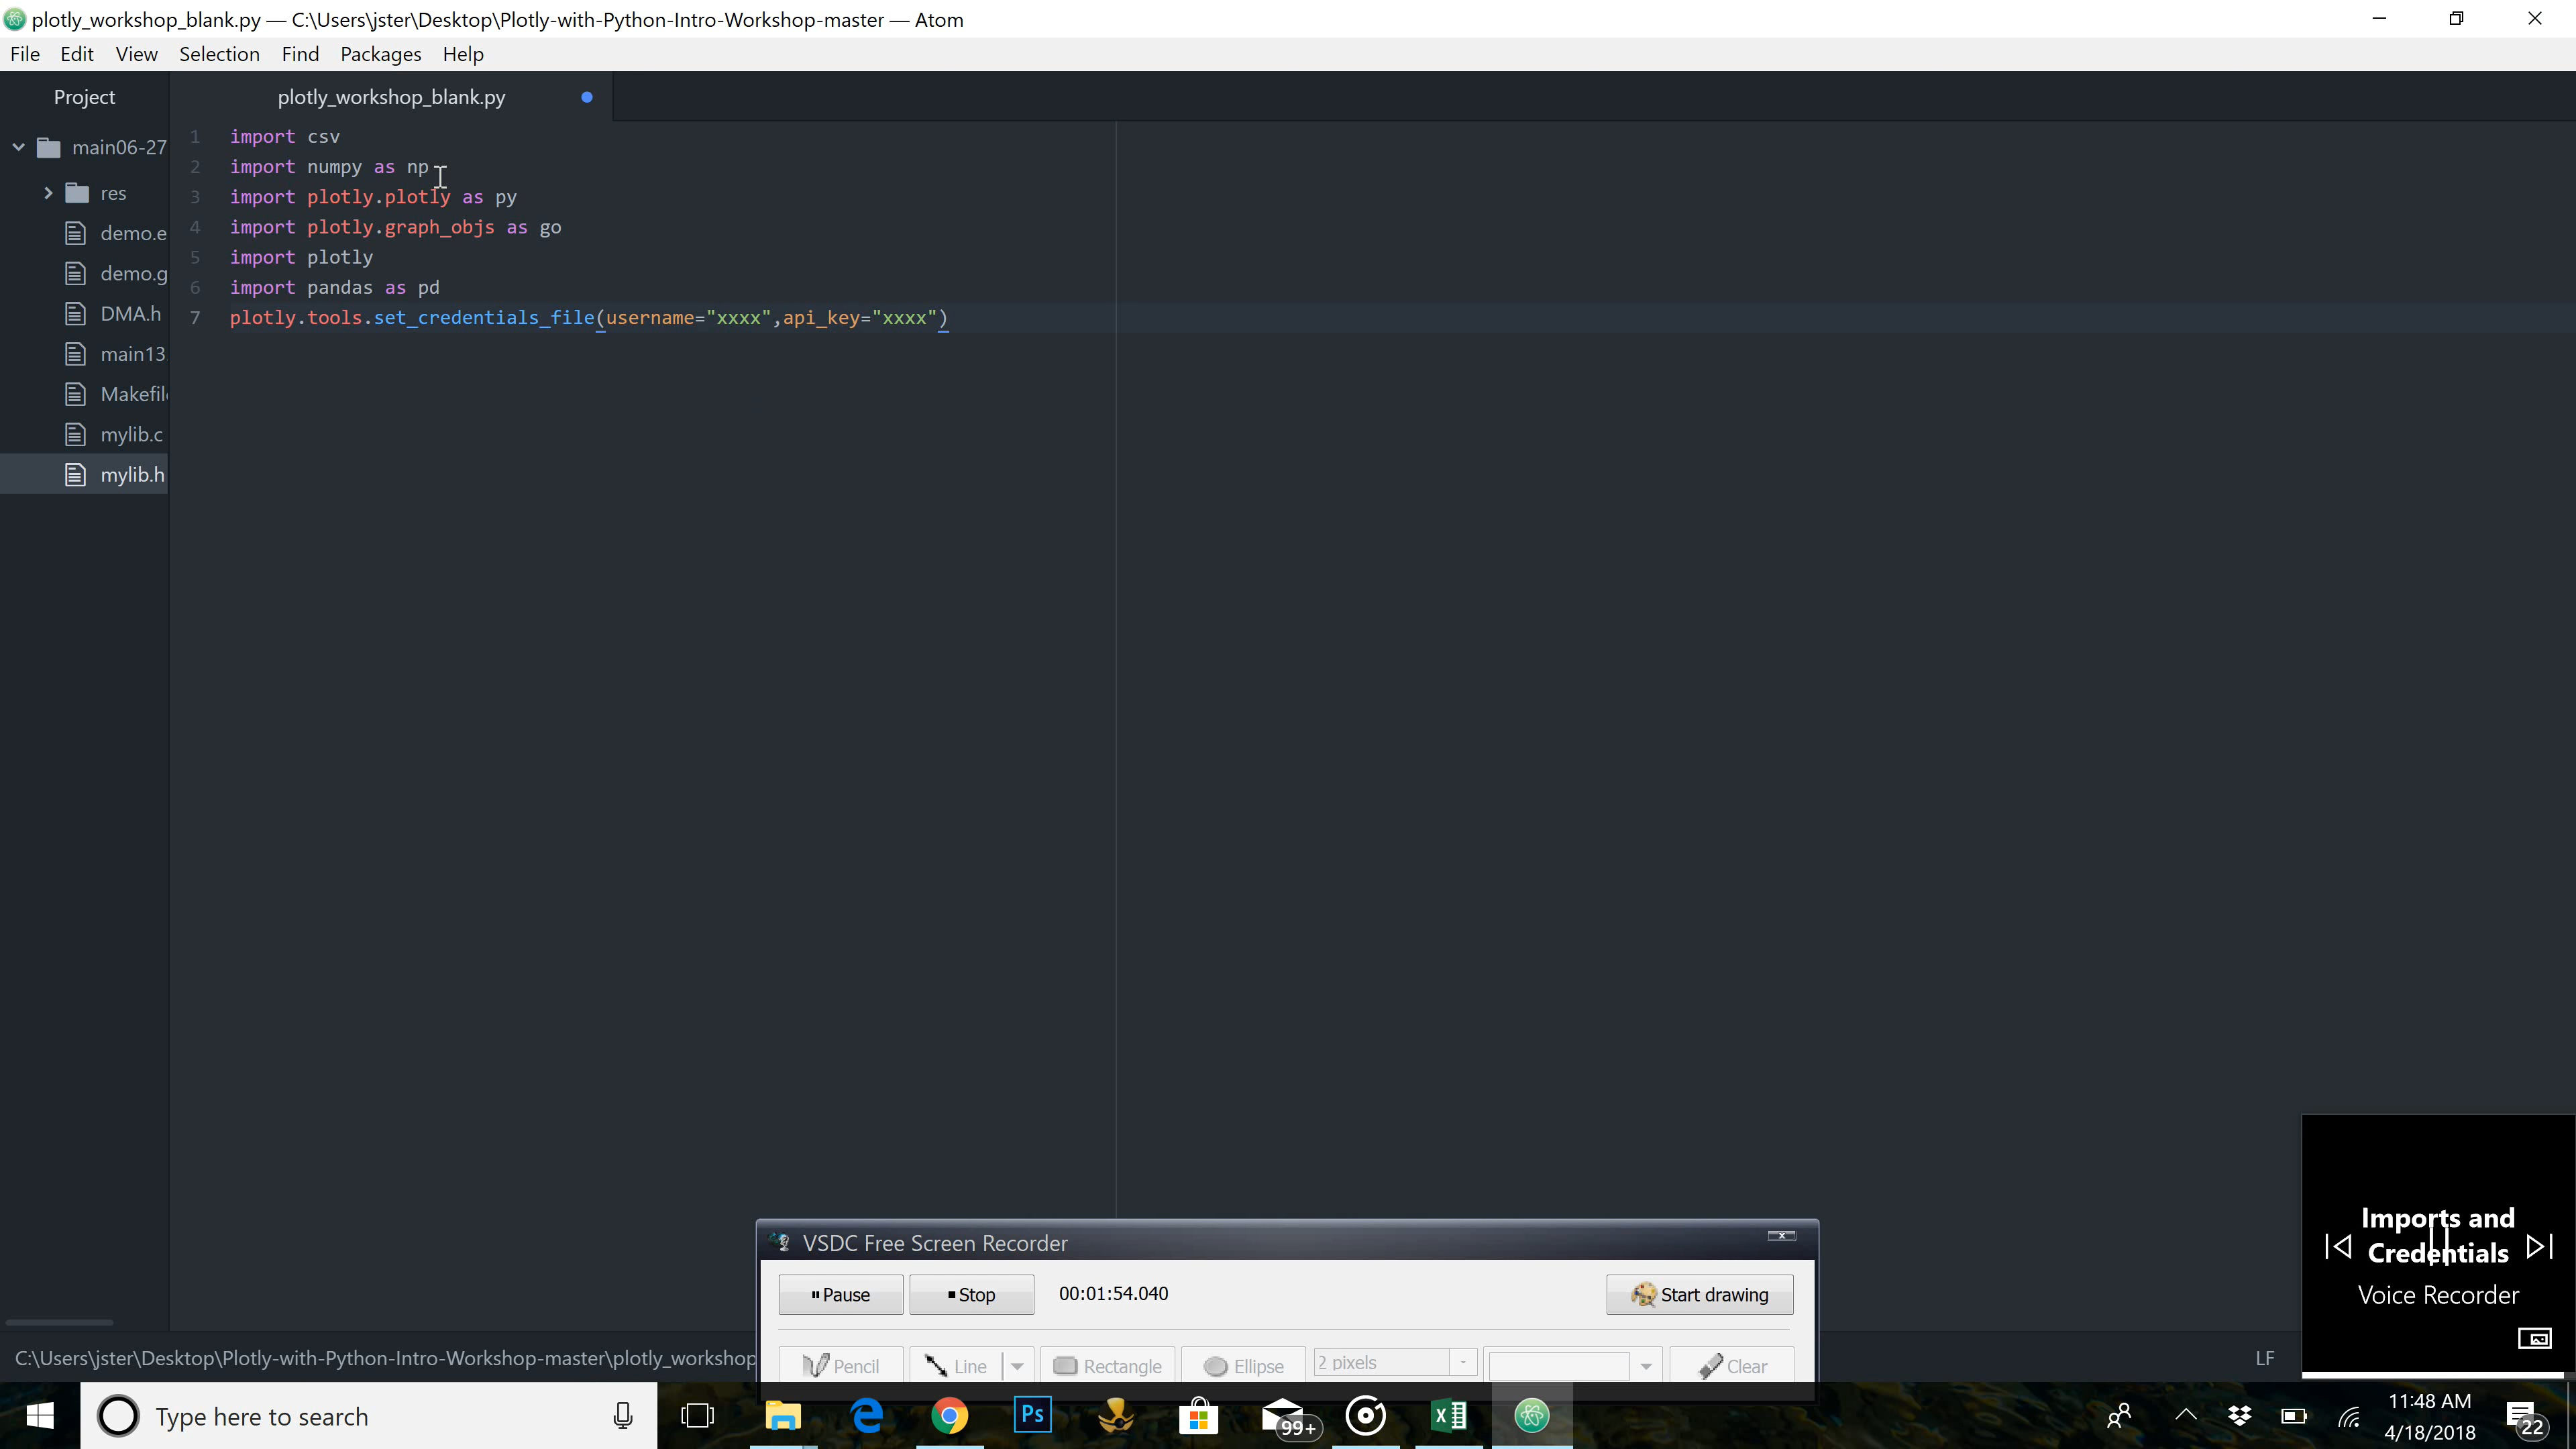 plotly_workshop_blank.py — C:\Users\jster\Desktop\Plotly-with-Python-Intro-Workshop-master — Atom
File Edit View Selection Find Packages Help
Project
plotly_workshop_blank.py
main06-27
res
demo.e
demo.g
DMA.h
main13
Makefil
mylib.c
mylib.h
1 import csv
2 import numpy as np
3 import plotly.plotly as py
4 import plotly.graph_objs as go
5 import plotly
6 import pandas as pd
7 plotly.tools.set_credentials_file(username="xxxx",api_key="xxxx")
VSDC Free Screen Recorder
Pause Stop 00:01:54.040 Start drawing
Pencil Line Rectangle Ellipse 2 pixels Clear
Imports and
Credentials
Voice Recorder
C:\Users\jster\Desktop\Plotly-with-Python-Intro-Workshop-master\plotly_workshop
LF
Type here to search
Ps
99+
11:48 AM
4/18/2018
22